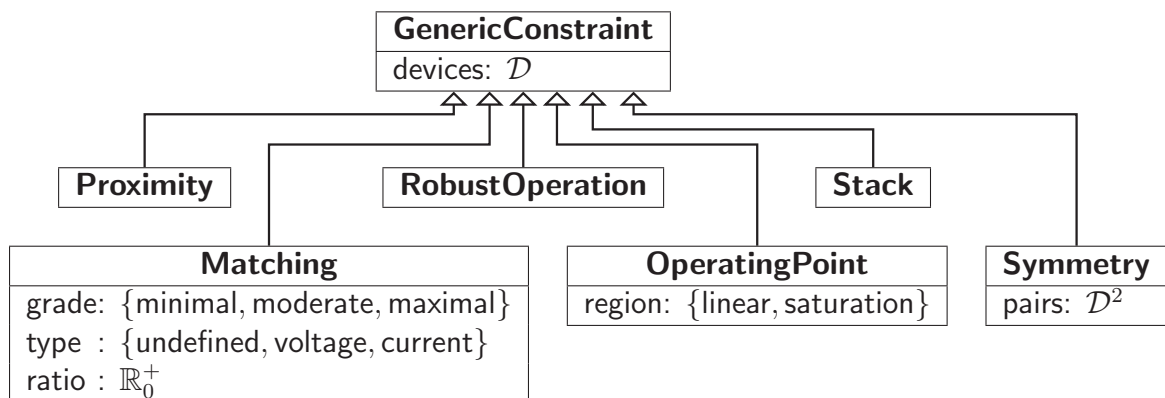 GenericConstraint
devices: 𝒟
Proximity
RobustOperation
Stack
Matching
grade: {minimal, moderate, maximal}
type : {undefined, voltage, current}
ratio : ℝ₀⁺
OperatingPoint
region: {linear, saturation}
Symmetry
pairs: 𝒟²